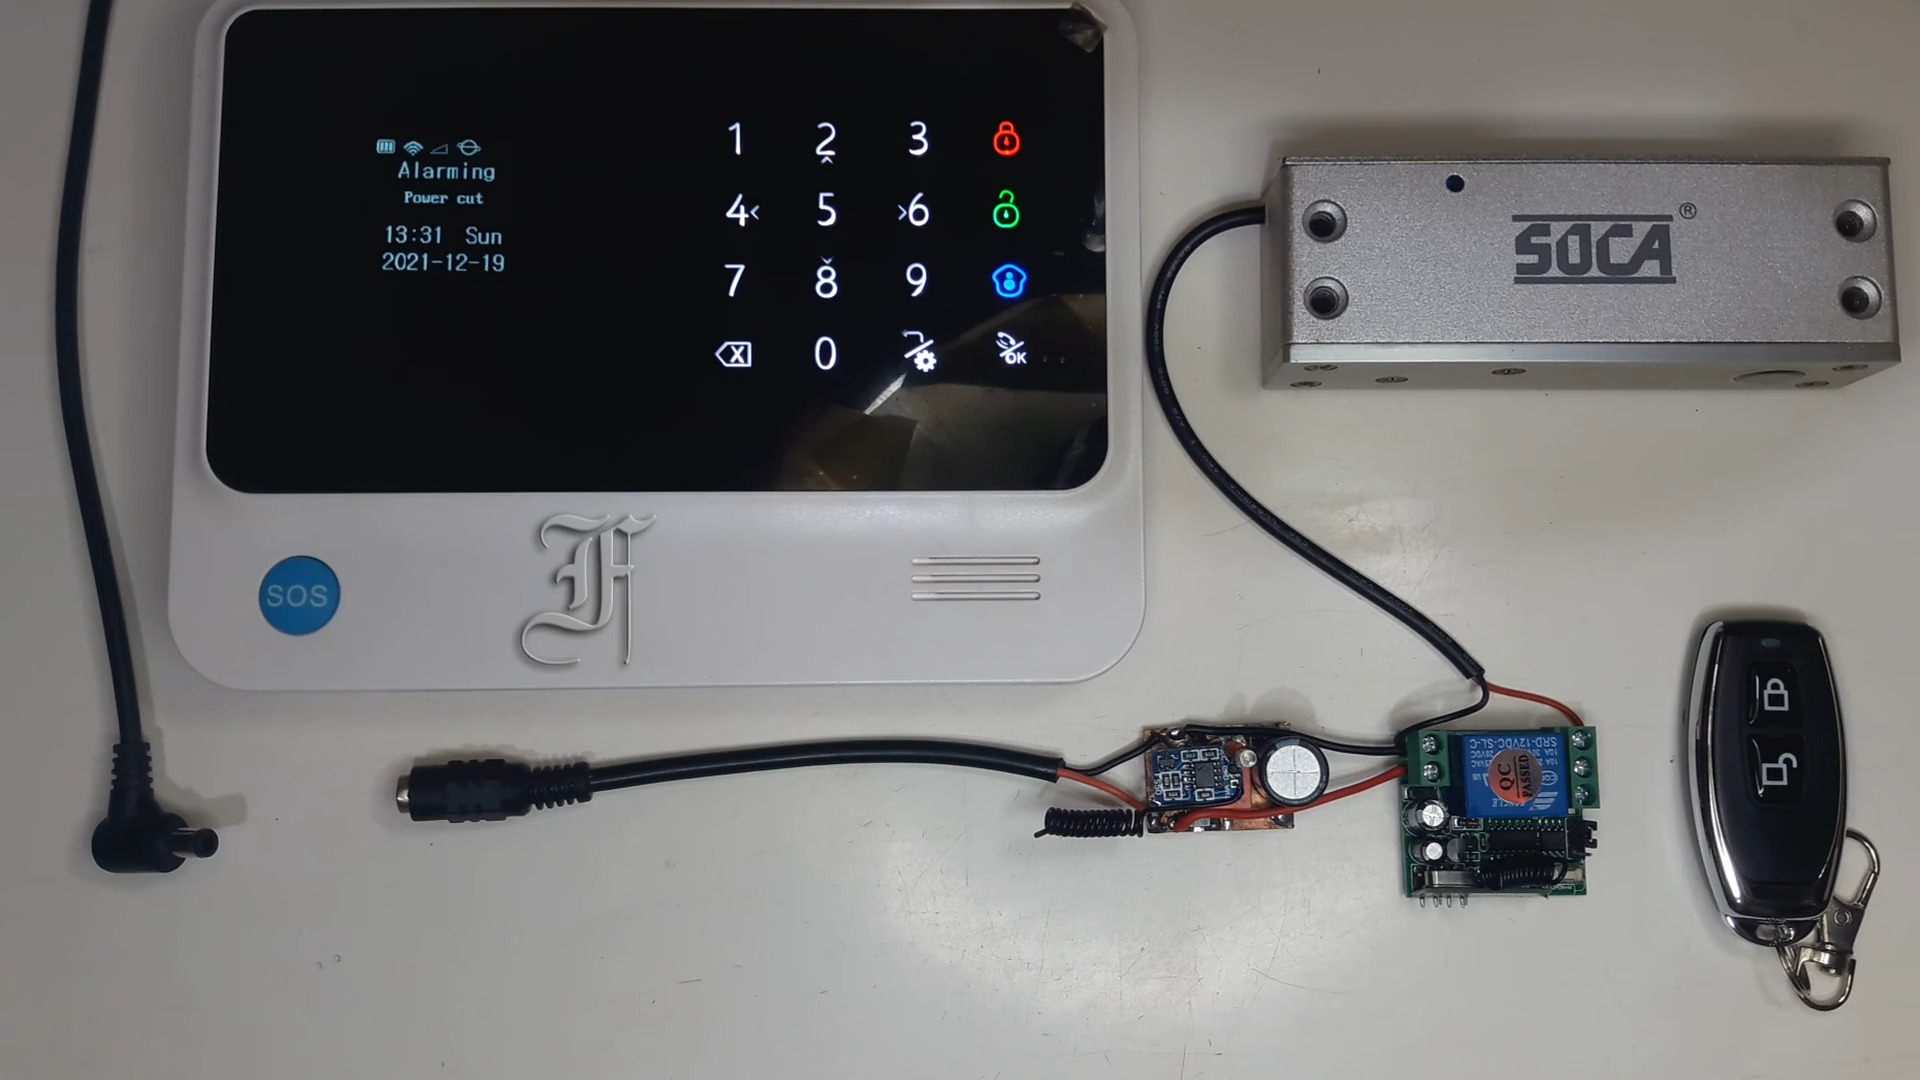 Alarming
Power cut
13:31 Sun
2021-12-19
1 2 3
4< 5 >6
7 8 9
0
OK
SOS
SOCA®
SRD-12VDC-SL-C
QC
PASSED